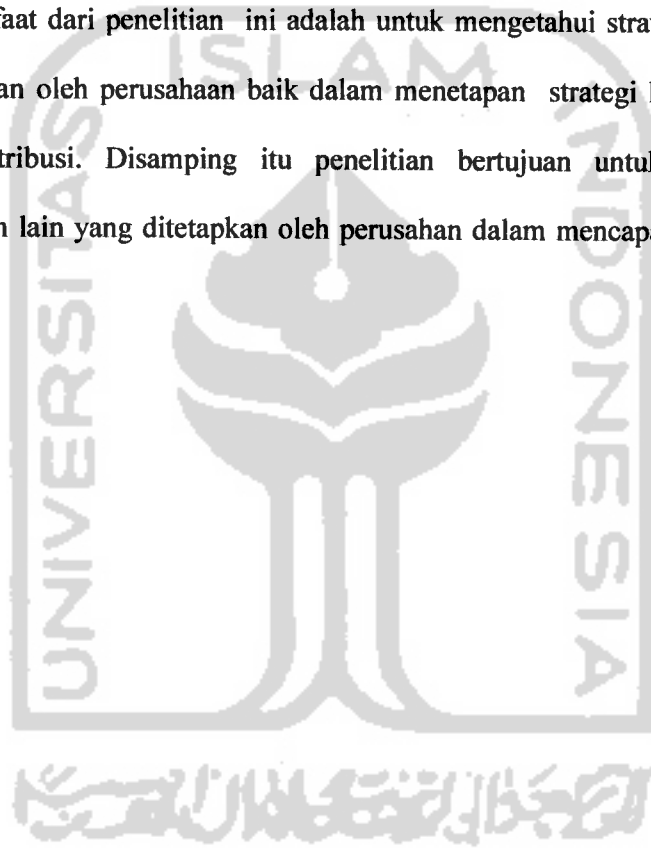 faat dari penelitian ini adalah untuk mengetahui stra
an oleh perusahaan baik dalam menetapan strategi
tribusi. Disamping itu penelitian bertujuan untu
n lain yang ditetapkan oleh perusahan dalam mencapa
UNIVERSITAS
ISLAM
INDONESIA